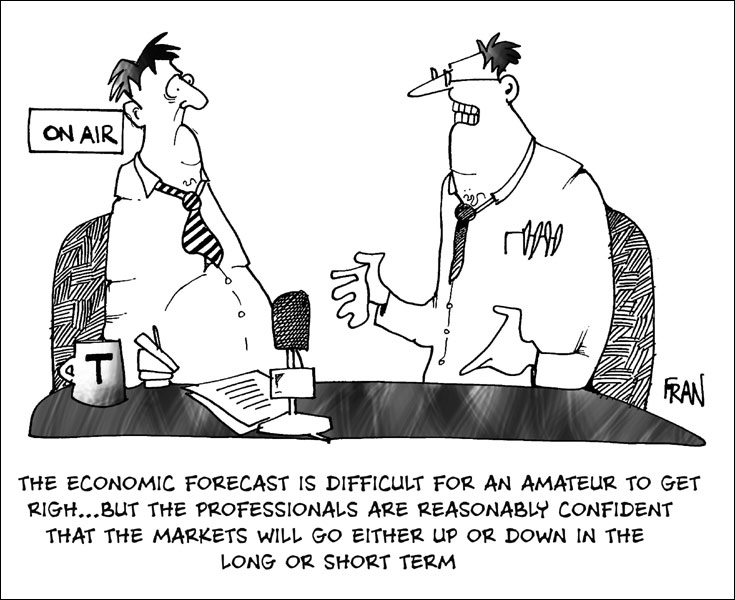 ON AIR
T
FRAN
THE ECONOMIC FORECAST IS DIFFICULT FOR AN AMATEUR TO GET
RIGH...BUT THE PROFESSIONALS ARE REASONABLY CONFIDENT
THAT THE MARKETS WILL GO EITHER UP OR DOWN IN THE
LONG OR SHORT TERM